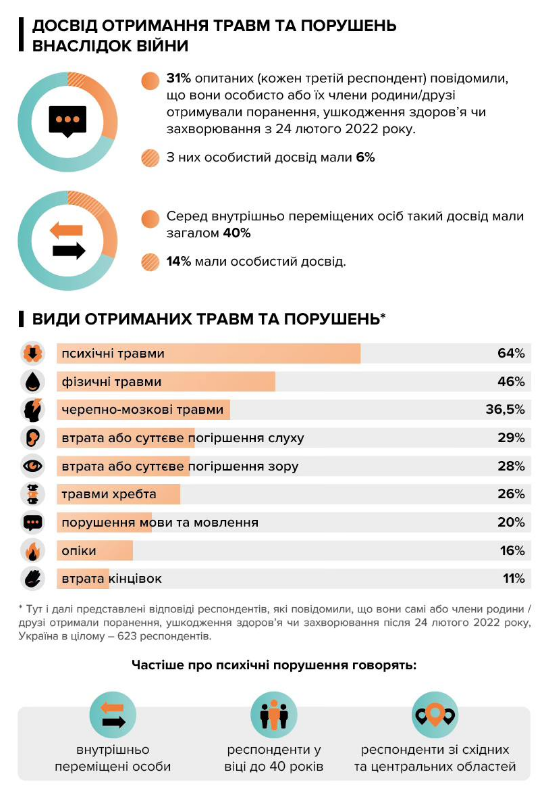 ДОСВІД ОТРИМАННЯ ТРАВМ ТА ПОРУШЕНЬ
ВНАСЛІДОК ВІЙНИ
31% опитаних (кожен третій респондент) повідомили,
що вони особисто або їх члени родини/друзі
отримували поранення, ушкодження здоров'я чи
захворювання з 24 лютого 2022 року.
З них особистий досвід мали 6%
Серед внутрішньо переміщених осіб такий досвід мали
загалом 40%
14% мали особистий досвід.
ВИДИ ОТРИМАНИХ ТРАВМ ТА ПОРУШЕНЬ*
психічні травми 64%
фізичні травми 46%
черепно-мозкові травми 36,5%
втрата або суттєве погіршення слуху 29%
втрата або суттєве погіршення зору 28%
травми хребта 26%
порушення мови та мовлення 20%
опіки 16%
втрата кінцівок 11%
* Тут і далі представлені відповіді респондентів, які повідомили, що вони самі або члени родини /
друзі отримали поранення, ушкодження здоров'я чи захворювання після 24 лютого 2022 року,
Україна в цілому – 623 респондентів.
Частіше про психічні порушення говорять:
внутрішньо
переміщені особи
респонденти у
віці до 40 років
респонденти зі східних
та центральних областей